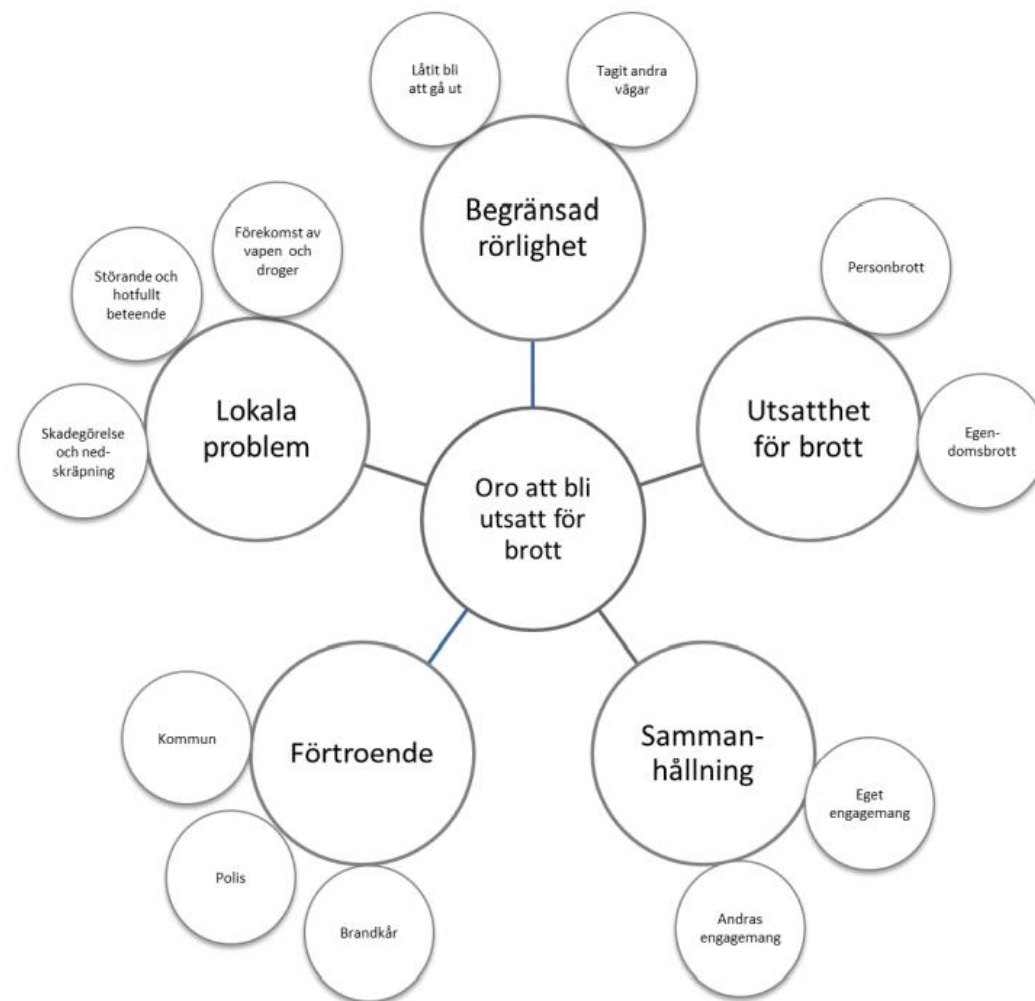 Låtit bli
att gå ut
Tagit andra
vägar
Begränsad
rörlighet
Förekomst av
vapen och
droger
Störande och
hotfullt
beteende
Skadegörelse
och ned-
skräpning
Lokala
problem
Personbrott
Egen-
domsbrott
Utsatthet
för brott
Oro att bli
utsatt för
brott
Kommun
Polis
Brandkår
Förtroende
Samman-
hållning
Eget
engagemang
Andras
engagemang